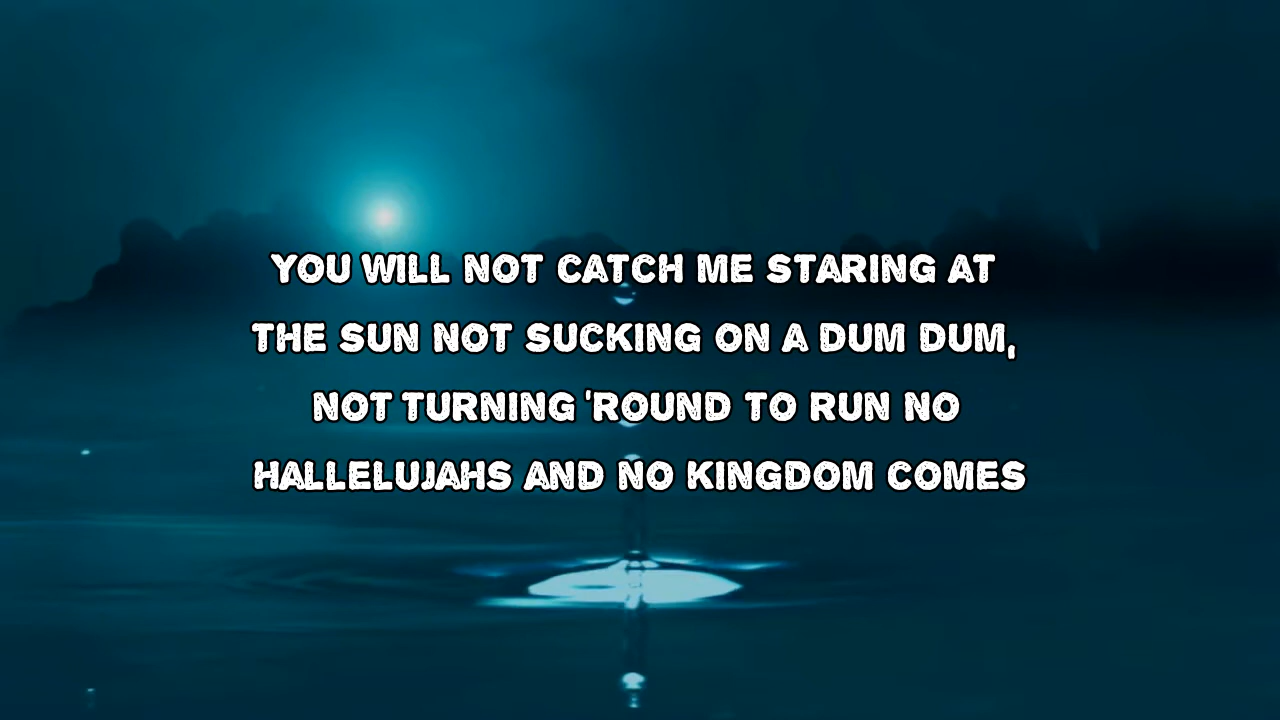 YOU WILL NOT CATCH ME STARING AT
THE SUN NOT SUCKING ON A DUM DUM,
NOT TURNING 'ROUND TO RUN NO
HALLELUJAHS AND NO KINGDOM COMES